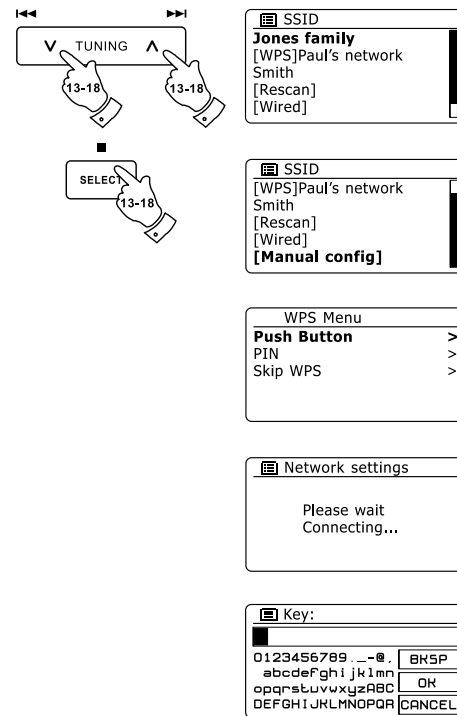 TUNING
13-18
13-18
SELECT
13-18
SSID
Jones family
[WPS]Paul's network
Smith
[Rescan]
[Wired]
SSID
[WPS]Paul's network
Smith
[Rescan]
[Wired]
[Manual config]
WPS Menu
Push Button >
PIN >
Skip WPS >
Network settings
Please wait
Connecting...
Key:
0123456789._-@, BKSP
abcdefghijklmn
opqrstuvwxyzABC OK
DEFGHIJKLMNOPQR CANCEL